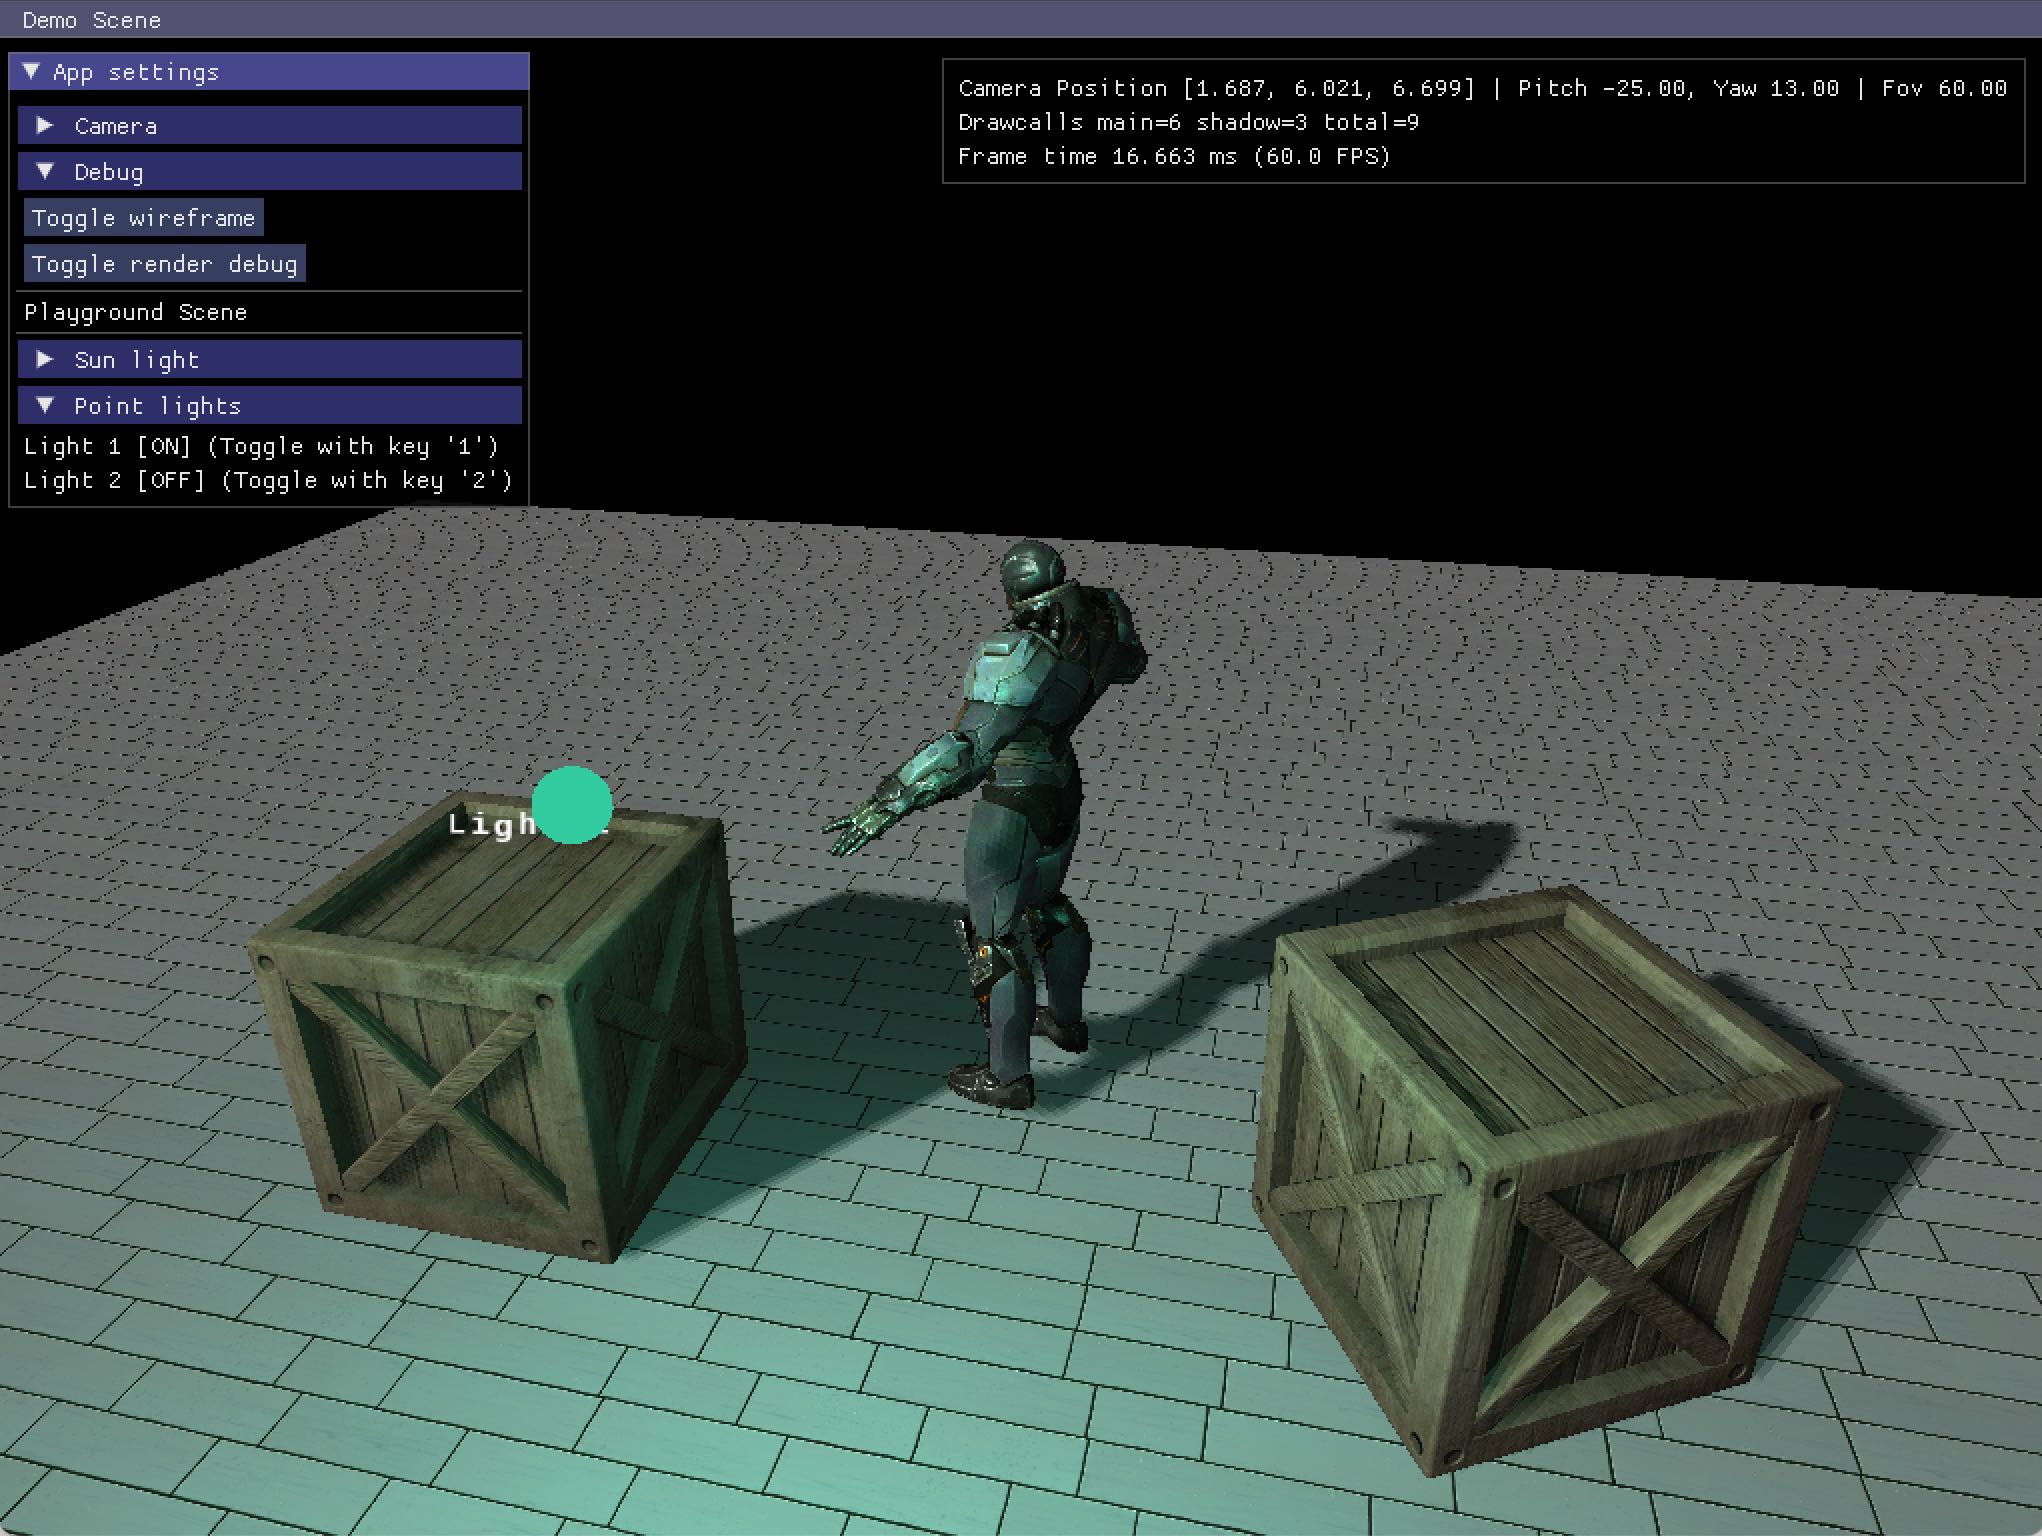 Demo Scene
App settings
Camera
Debug
Toggle wireframe
Toggle render debug
Playground Scene
Sun light
Point lights
Light 1 [ON] (Toggle with key '1')
Light 2 [OFF] (Toggle with key '2')
Camera Position [1.687, 6.021, 6.699] | Pitch -25.00, Yaw 13.00 | Fov 60.00
Drawcalls main=6 shadow=3 total=9
Frame time 16.663 ms (60.0 FPS)